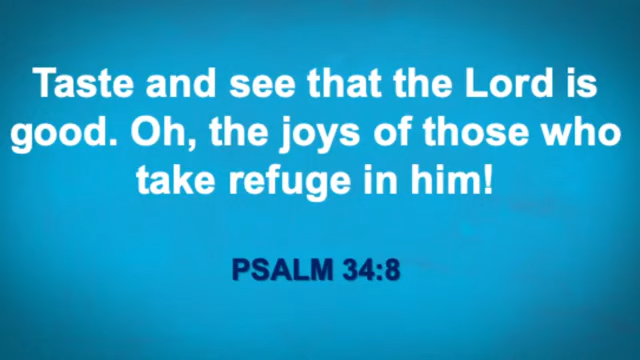 Taste and see that the Lord is
good. Oh, the joys of those who
take refuge in him!
PSALM 34:8